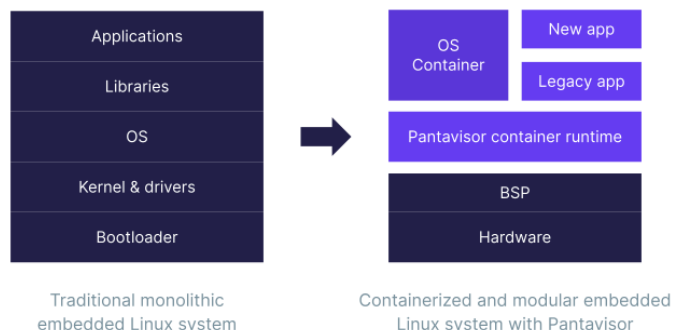 Applications
Libraries
OS
Kernel & drivers
Bootloader
Traditional monolithic
embedded Linux system
OS
Container
New app
Legacy app
Pantavisor container runtime
BSP
Hardware
Containerized and modular embedded
Linux system with Pantavisor